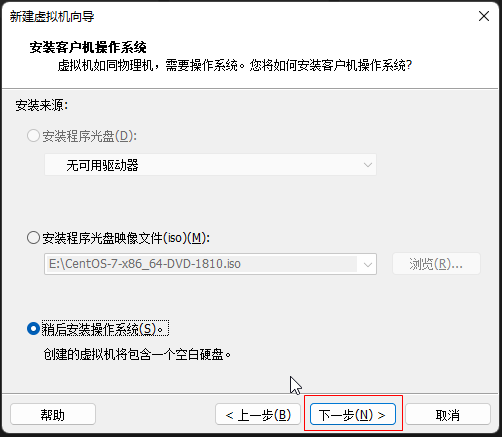 新建虚拟机向导
安装客户机操作系统
虚拟机如同物理机，需要操作系统。您将如何安装客户机操作系统?
安装来源:
安装程序光盘(D):
无可用驱动器
安装程序光盘映像文件(iso)(M):
E:\CentOS-7-x86_64-DVD-1810.iso
浏览(R)...
稍后安装操作系统(S)。
创建的虚拟机将包含一个空白硬盘。
帮助
< 上一步(B)
下一步(N) >
取消